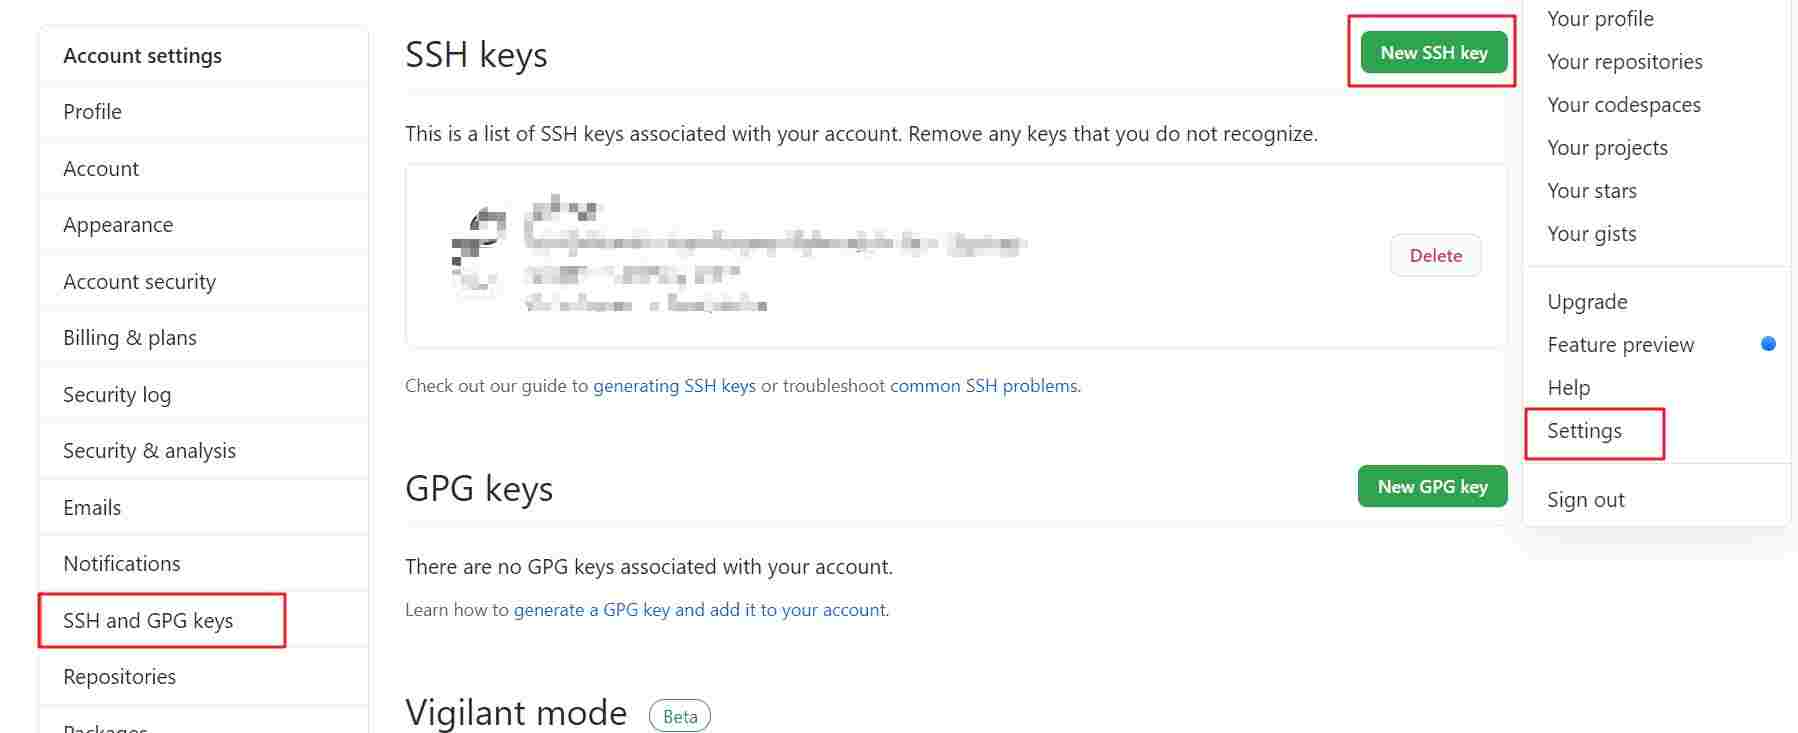 Account settings
Profile
Account
Appearance
Account security
Billing & plans
Security log
Security & analysis
Emails
Notifications
SSH and GPG keys
Repositories
Packages
SSH keys
New SSH key
This is a list of SSH keys associated with your account. Remove any keys that you do not recognize.
Delete
Check out our guide to generating SSH keys or troubleshoot common SSH problems.
GPG keys
New GPG key
There are no GPG keys associated with your account.
Learn how to generate a GPG key and add it to your account.
Vigilant mode Beta
Your profile
Your repositories
Your codespaces
Your projects
Your stars
Your gists
Upgrade
Feature preview
Help
Settings
Sign out